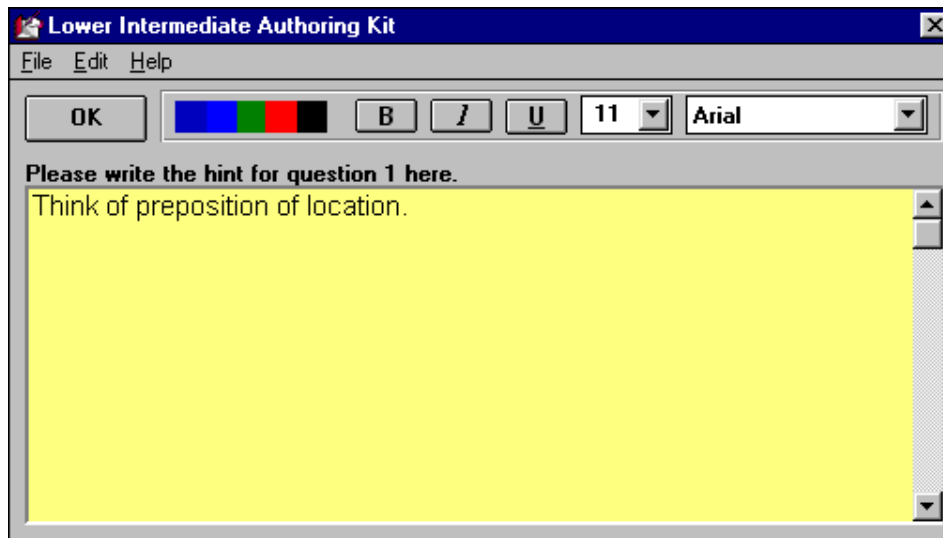 Lower Intermediate Authoring Kit
File Edit Help
OK B I U 11 Arial
Please write the hint for question 1 here.
Think of preposition of location.